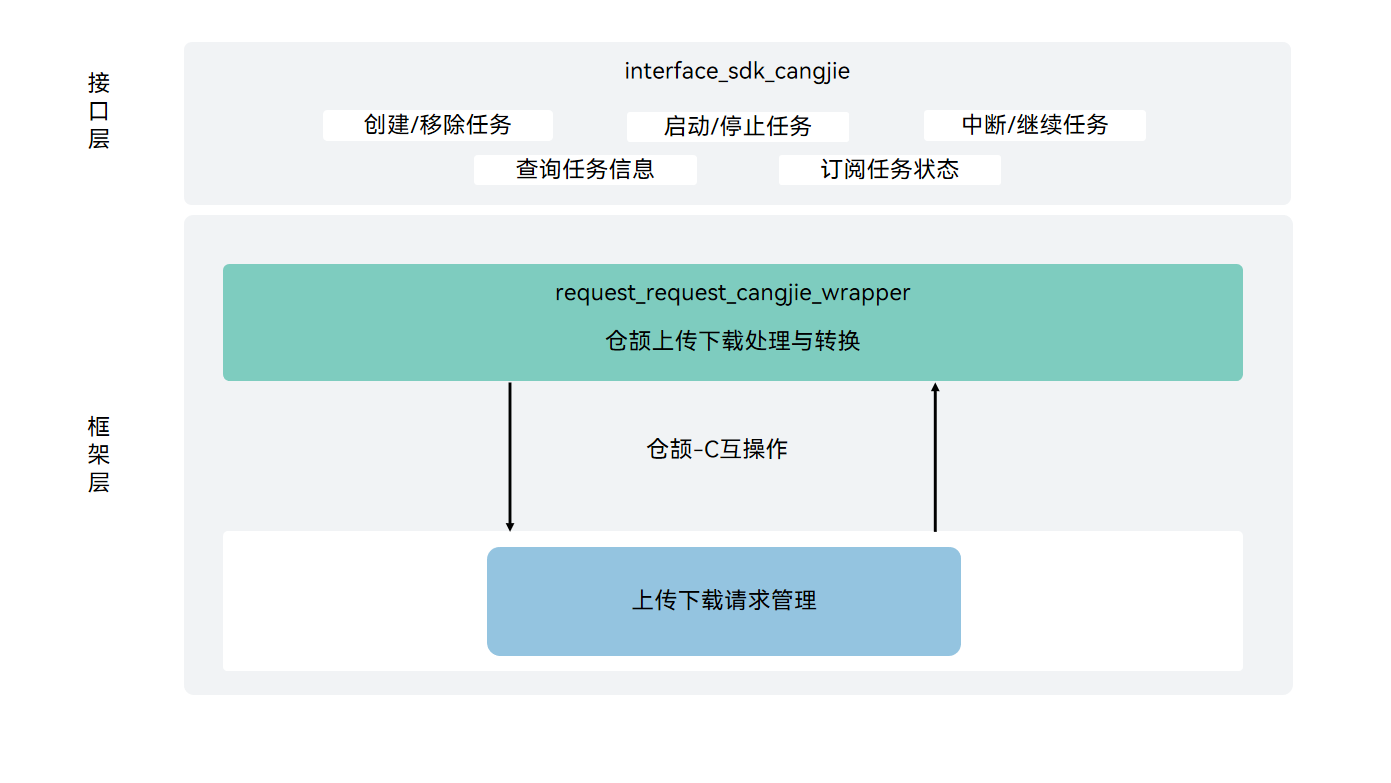 接口层
interface_sdk_cangjie
创建/移除任务
启动/停止任务
中断/继续任务
查询任务信息
订阅任务状态
框架层
request_request_cangjie_wrapper
仓颉上传下载处理与转换
仓颉-C互操作
上传下载请求管理